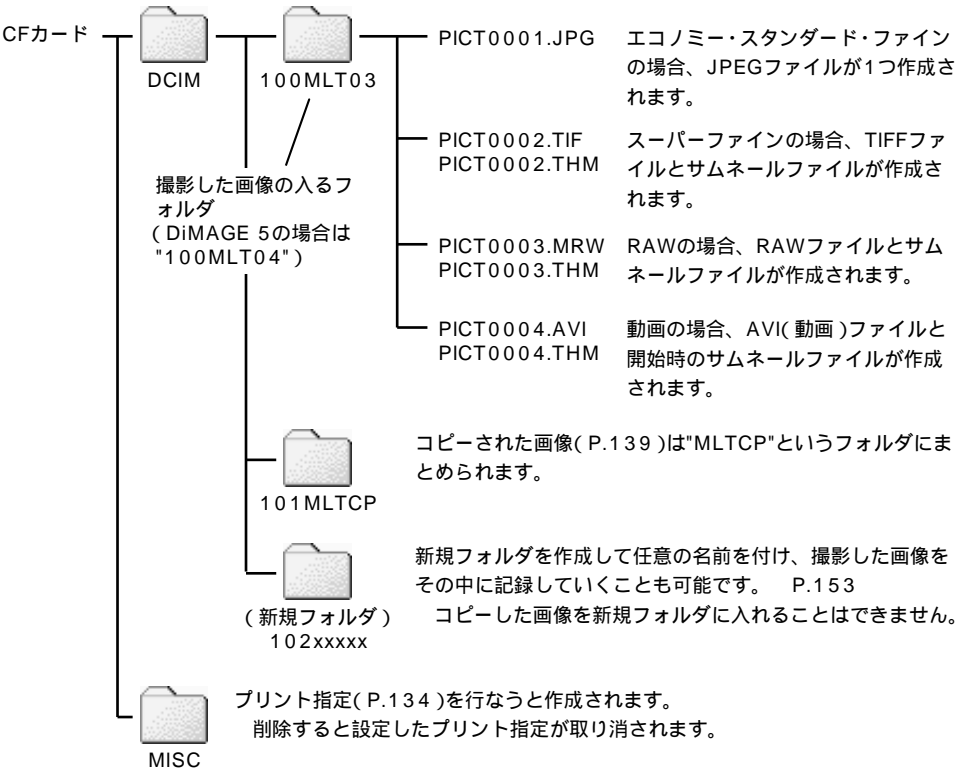 CFカード
DCIM
100MLT03
撮影した画像の入るフ
ォルダ
(DiMAGE 5の場合は
"100MLT04")
PICT0001.JPG
エコノミー・スタンダード・ファイン
の場合、JPEGファイルが1つ作成さ
れます。
PICT0002.TIF
PICT0002.THM
スーパーファインの場合、TIFFファ
イルとサムネールファイルが作成さ
れます。
PICT0003.MRW
PICT0003.THM
RAWの場合、RAWファイルとサム
ネールファイルが作成されます。
PICT0004.AVI
PICT0004.THM
動画の場合、AVI(動画)ファイルと
開始時のサムネールファイルが作成
されます。
101MLTCP
コピーされた画像(P.139)は"MLTCP"というフォルダにま
とめられます。
(新規フォルダ)
102xxxxx
新規フォルダを作成して任意の名前を付け、撮影した画像を
その中に記録していくことも可能です。 P.153
コピーした画像を新規フォルダに入れることはできません。
MISC
プリント指定(P.134)を行なうと作成されます。
削除すると設定したプリント指定が取り消されます。